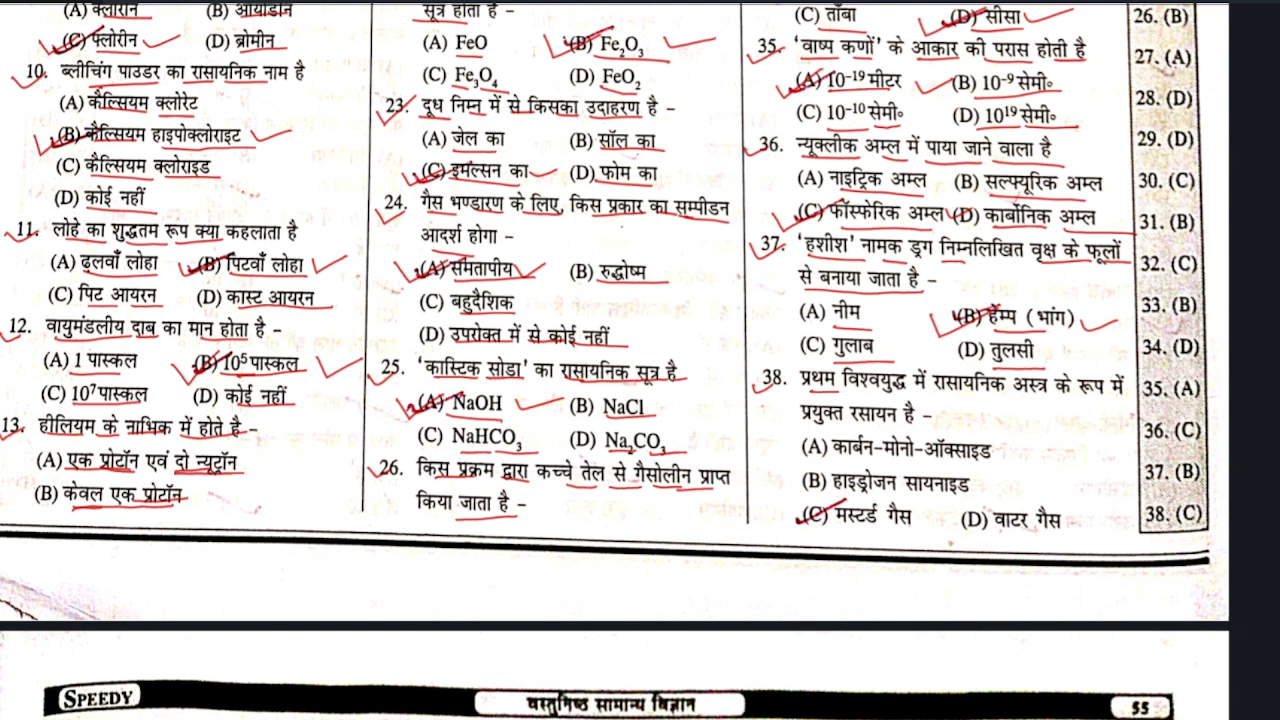 (A) क्लोरीन (B) आयोडीन
(C) फ्लोरीन (D) ब्रोमीन
10. ब्लीचिंग पाउडर का रासायनिक नाम है
(A) कैल्सियम क्लोरेट
(B) कैल्सियम हाइपोक्लोराइट
(C) कैल्सियम क्लोराइड
(D) कोई नहीं
11. लोहे का शुद्धतम रूप क्या कहलाता है
(A) ढलवाँ लोहा (B) पिटवाँ लोहा
(C) पिट आयरन (D) कास्ट आयरन
12. वायुमंडलीय दाब का मान होता है –
(A) 1 पास्कल (B) 10⁵ पास्कल
(C) 10⁷ पास्कल (D) कोई नहीं
13. हीलियम के नाभिक में होते है –
(A) एक प्रोटॉन एवं दो न्यूट्रॉन
(B) केवल एक प्रोटॉन
सूत्र होता है –
(A) FeO (B) Fe₂O₃
(C) Fe₃O₄ (D) FeO₂
23. दूध निम्न में से किसका उदाहरण है –
(A) जेल का (B) सॉल का
(C) इमल्सन का (D) फोम का
24. गैस भण्डारण के लिए, किस प्रकार का सम्पीडन
आदर्श होगा –
(A) समतापीय (B) रुद्धोष्म
(C) बहुदैशिक
(D) उपरोक्त में से कोई नहीं
25. 'कास्टिक सोडा' का रासायनिक सूत्र है
(A) NaOH (B) NaCl
(C) NaHCO₃ (D) Na₂CO₃
26. किस प्रक्रम द्वारा कच्चे तेल से गैसोलीन प्राप्त
किया जाता है –
(C) ताँबा (D) सीसा
35. 'वाष्प कणों' के आकार की परास होती है
(A) 10⁻¹⁹ मीटर (B) 10⁻⁹ सेमी॰
(C) 10⁻¹⁰ सेमी॰ (D) 10¹⁹ सेमी॰
36. न्यूक्लीक अम्ल में पाया जाने वाला है
(A) नाइट्रिक अम्ल (B) सल्फ्यूरिक अम्ल
(C) फॉस्फोरिक अम्ल (D) कार्बोनिक अम्ल
37. 'हशीश' नामक ड्रग निम्नलिखित वृक्ष के फूलों
से बनाया जाता है –
(A) नीम (B) हैम्प (भांग)
(C) गुलाब (D) तुलसी
38. प्रथम विश्वयुद्ध में रासायनिक अस्त्र के रूप में
प्रयुक्त रसायन है –
(A) कार्बन-मोनो-ऑक्साइड
(B) हाइड्रोजन सायनाइड
(C) मस्टर्ड गैस (D) वाटर गैस
26. (B)
27. (A)
28. (D)
29. (D)
30. (C)
31. (B)
32. (C)
33. (B)
34. (D)
35. (A)
36. (C)
37. (B)
38. (C)
SPEEDY वस्तुनिष्ठ सामान्य विज्ञान 55